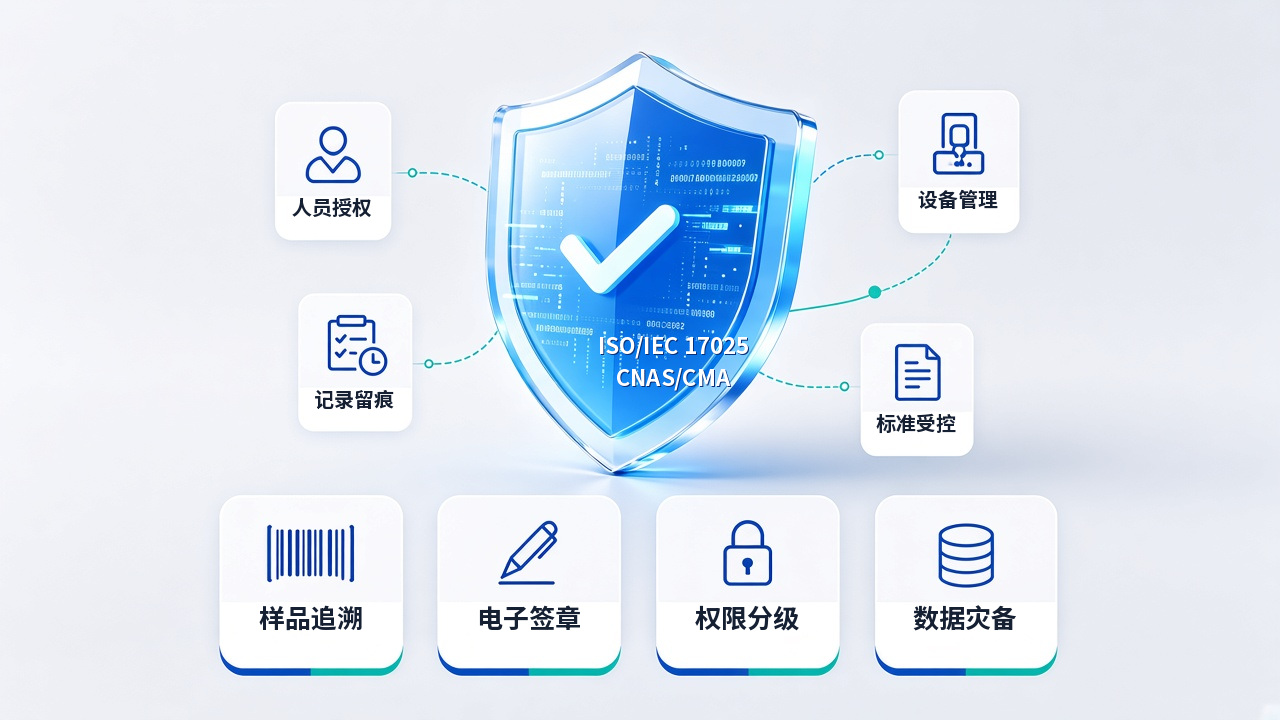 人员授权
设备管理
记录留痕
ISO/IEC 17025
CNAS/CMA
标准受控
样品追溯
电子签章
权限分级
数据灾备